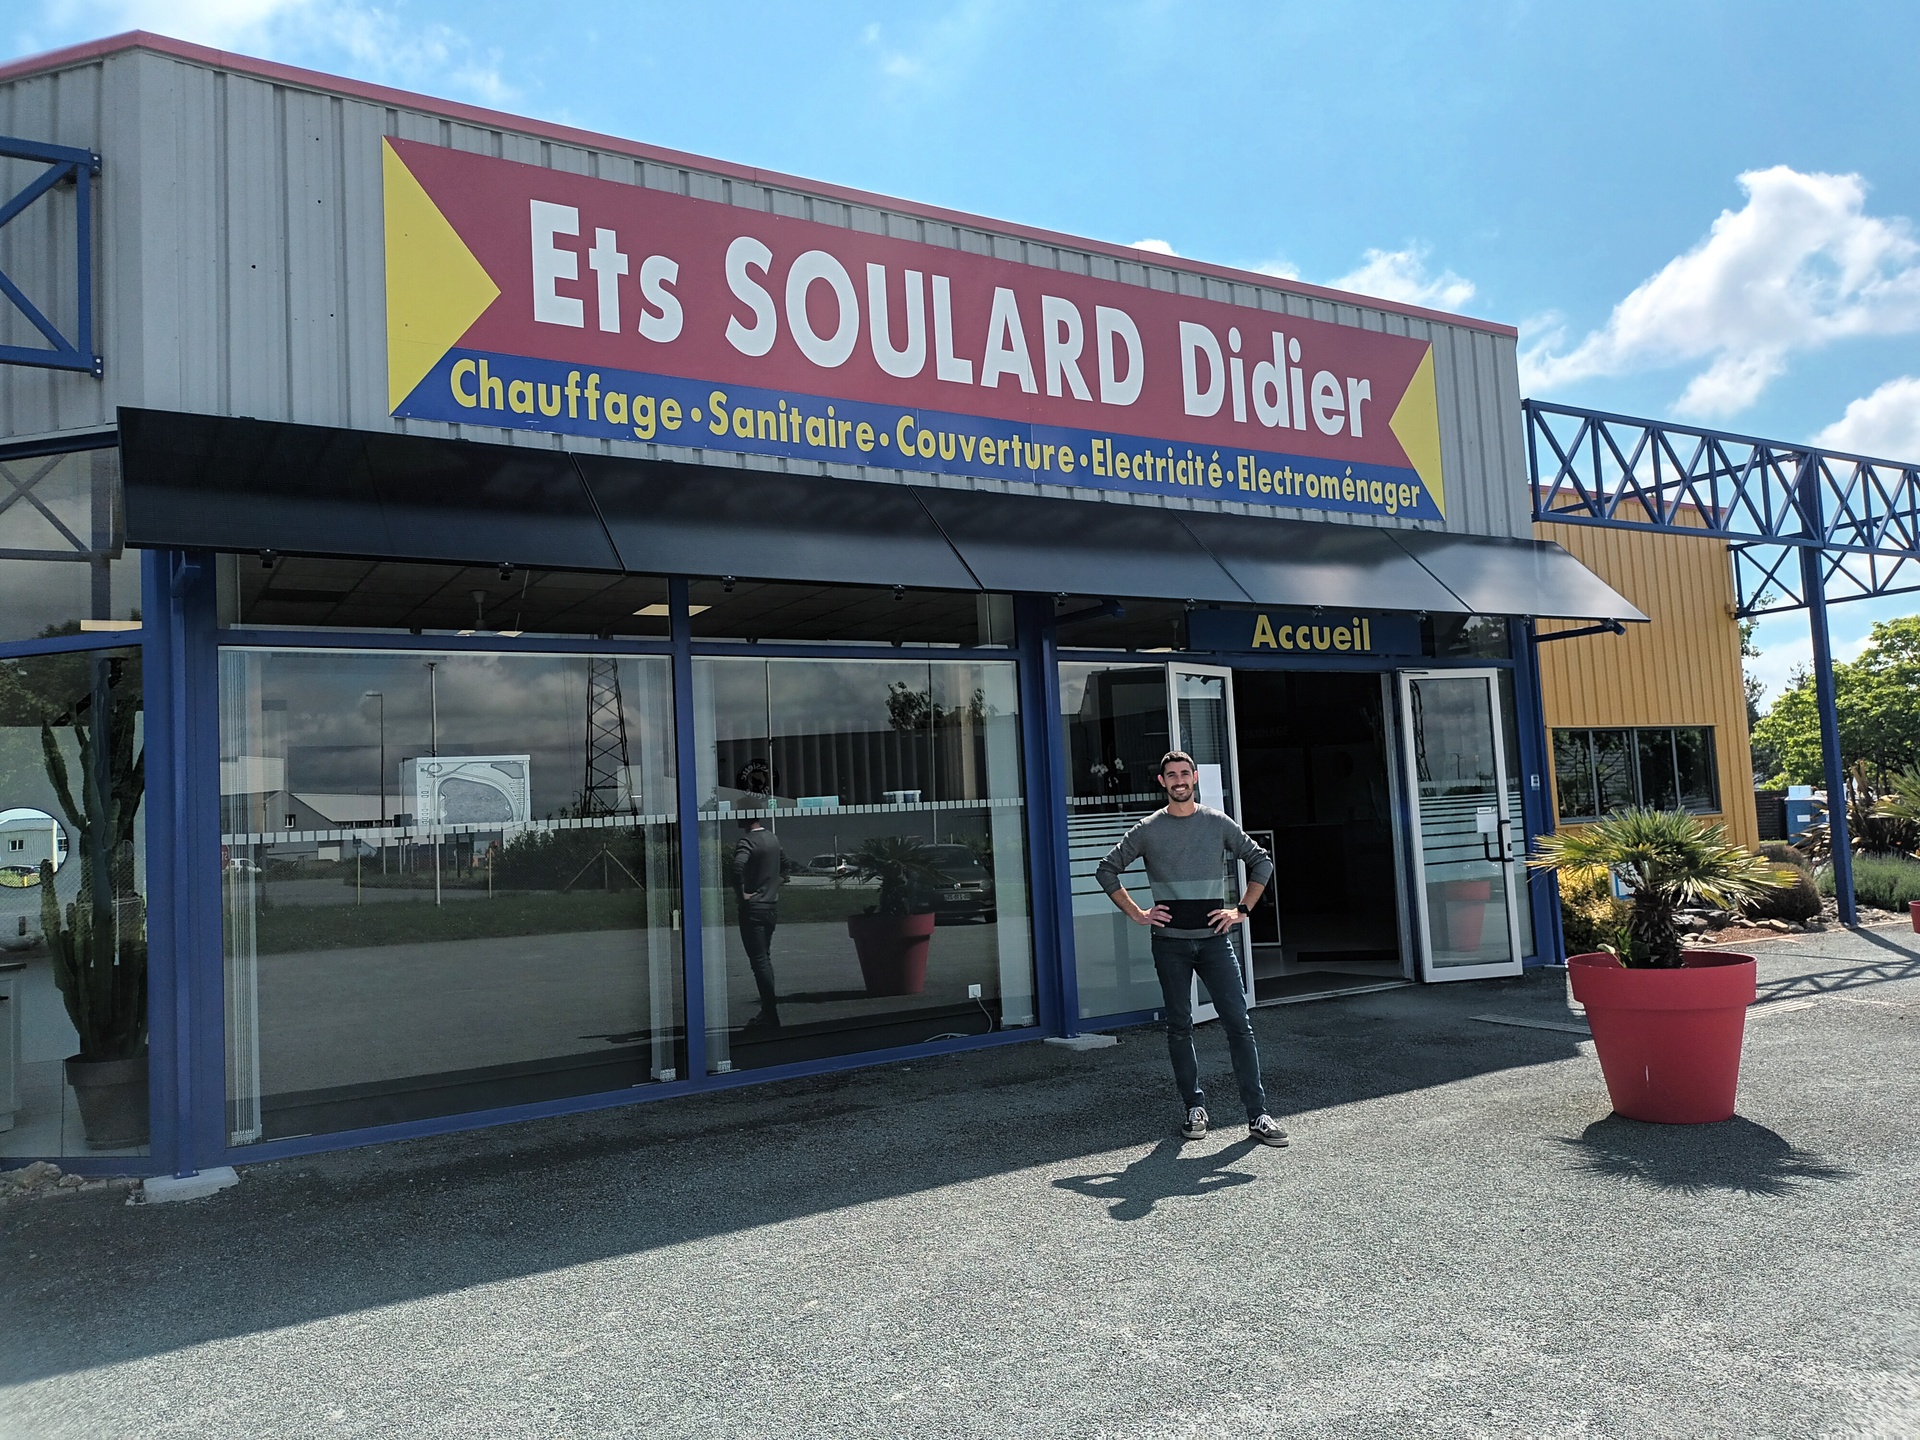 Ets SOULARD Didier
Chauffage • Sanitaire • Couverture • Electricité • Electroménager
Accueil